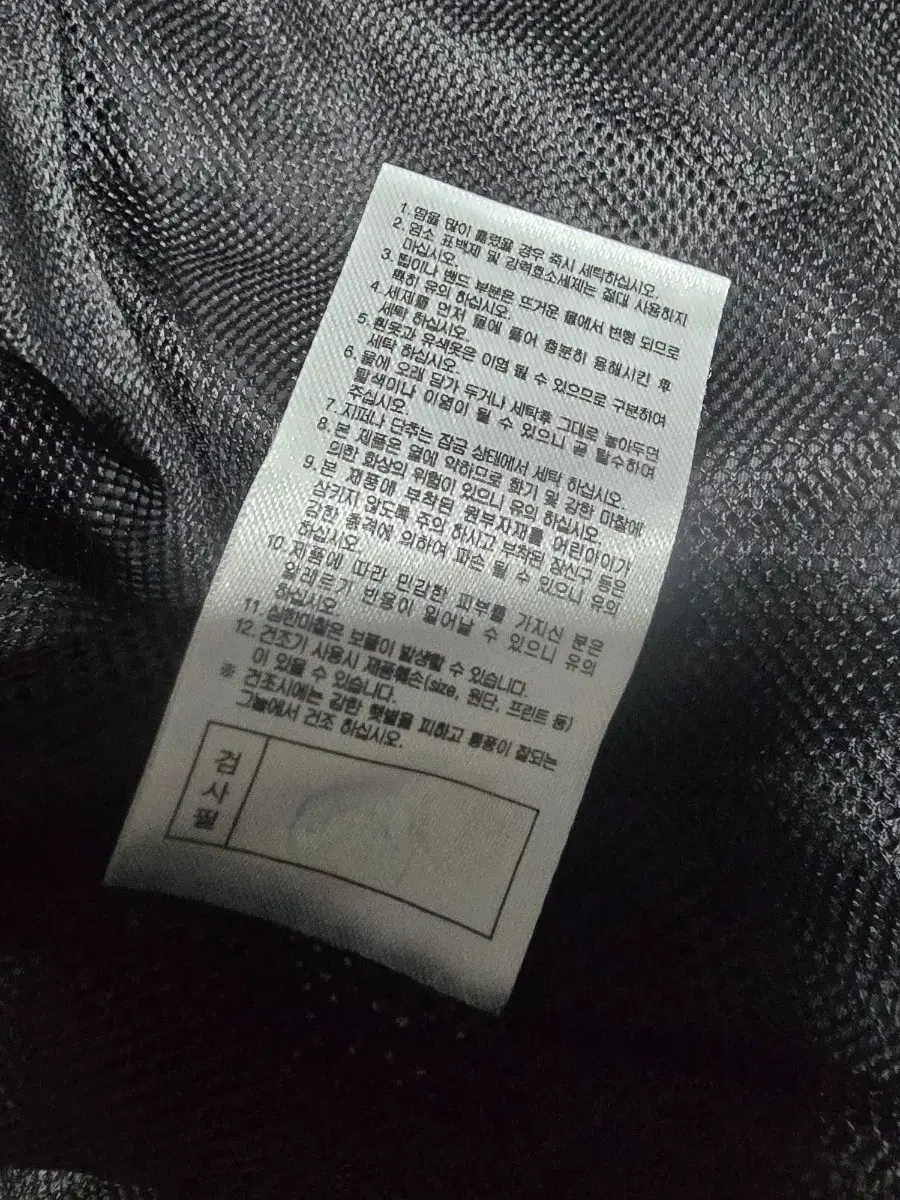 1. 땀을 많이 흘렸을 경우 즉시 세탁하십시오.
2. 염소 표백제 및 강력효소세제는 절대 사용하지
마십시오.
3. 띔이나 밴드 부분은 뜨거운 물에서 변형 되므로
특히 유의 하십시오.
4. 세제를 먼저 물에 풀어 충분히 용해시킨 후
세탁 하십시오.
5. 흰옷과 유색옷은 이염 될 수 있으므로 구분하여
세탁 하십시오.
6. 물에 오래 담가 두거나 세탁후 그대로 놓아두면
탈색이나 이염이 될 수 있으니 곧 탈수하여
주십시오.
7. 지퍼나 단추는 잠금 상태에서 세탁 하십시오.
8. 본 제품은 열에 약하므로 핫기 및 강한 마찰에
의한 화상의 위험이 있으니 유의 하십시오.
9. 본 제품에 부착된 원부자재를 어린아이가
삼키지 않도록 주의 하시고 부착된 장신구 등은
강한 충격에 의하여 파손 될 수 있으니 유의
하십시오.
10. 제품에 따라 민감한 피부를 가지신 분은
알레르기 반응이 일어날 수 있으니 유의
하십시오.
11. 심한마찰은 보풀이 발생할 수 있습니다.
12. 건조기 사용시 제품훼손(size, 원단, 프린트 등)
이 있을 수 있습니다.
※ 건조시에는 강한 햇볕을 피하고 통풍이 잘되는
그늘에서 건조 하십시오.
검사필